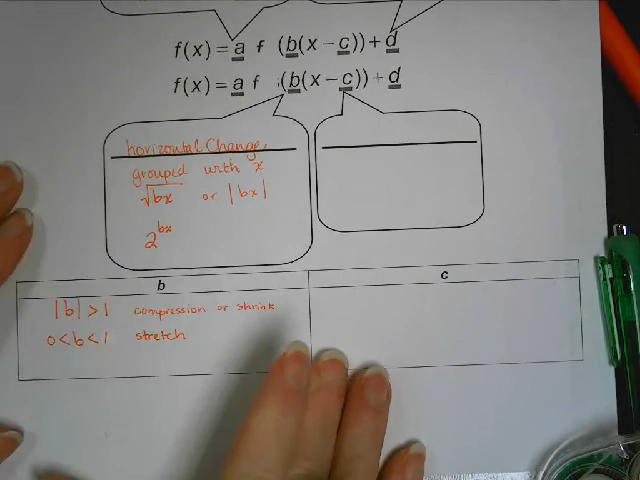 f(x) = a f (b(x − c)) + d
f(x) = a f (b(x − c)) + d
horizontal Change.
grouped with x
√bx or |bx|
2^bx
b
c
|b| > 1 compression or shrink
0 < b < 1 stretch